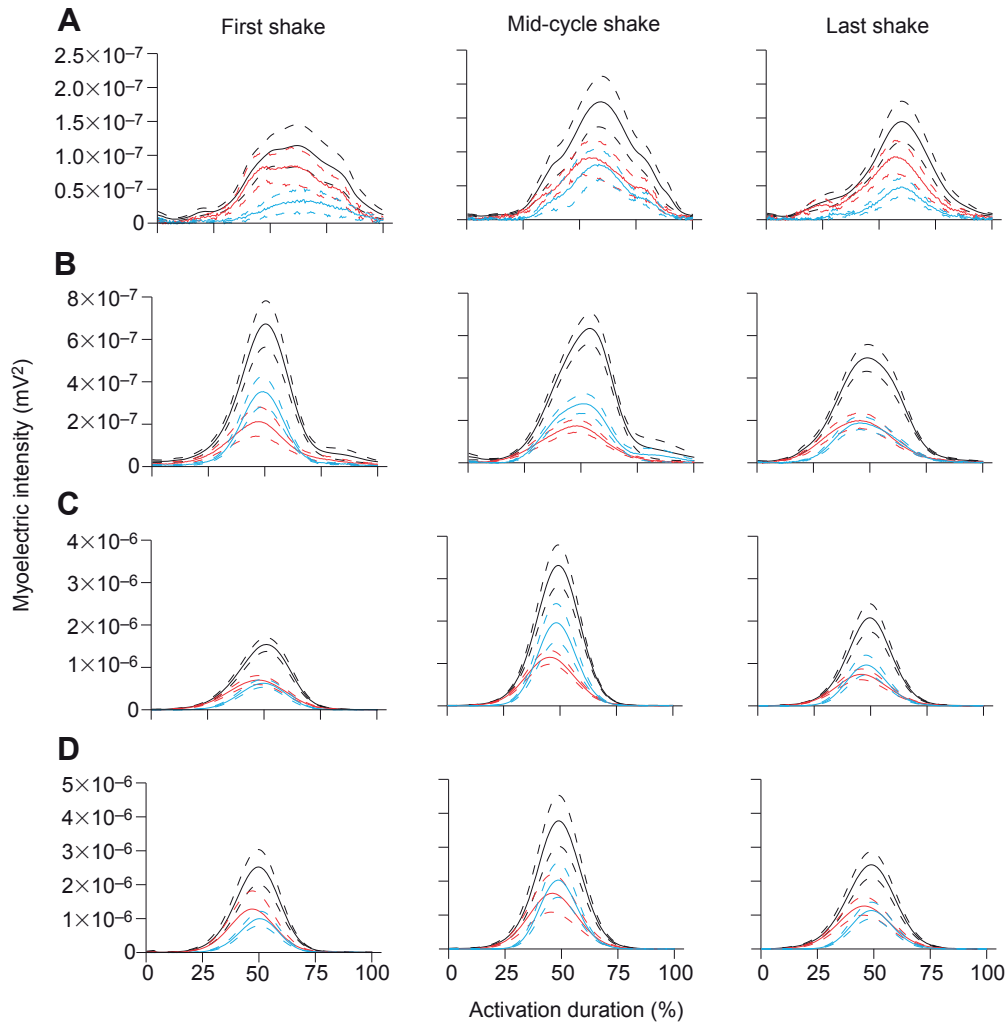 A
First shake
Mid-cycle shake
Last shake
2.5×10–7
2.0×10–7
1.5×10–7
1.0×10–7
0.5×10–7
0
B
8×10–7
6×10–7
4×10–7
2×10–7
0
C
4×10–6
3×10–6
2×10–6
1×10–6
0
D
5×10–6
4×10–6
3×10–6
2×10–6
1×10–6
0
0 25 50 75 100
0 25 50 75 100
0 25 50 75 100
Myoelectric intensity (mV²)
Activation duration (%)